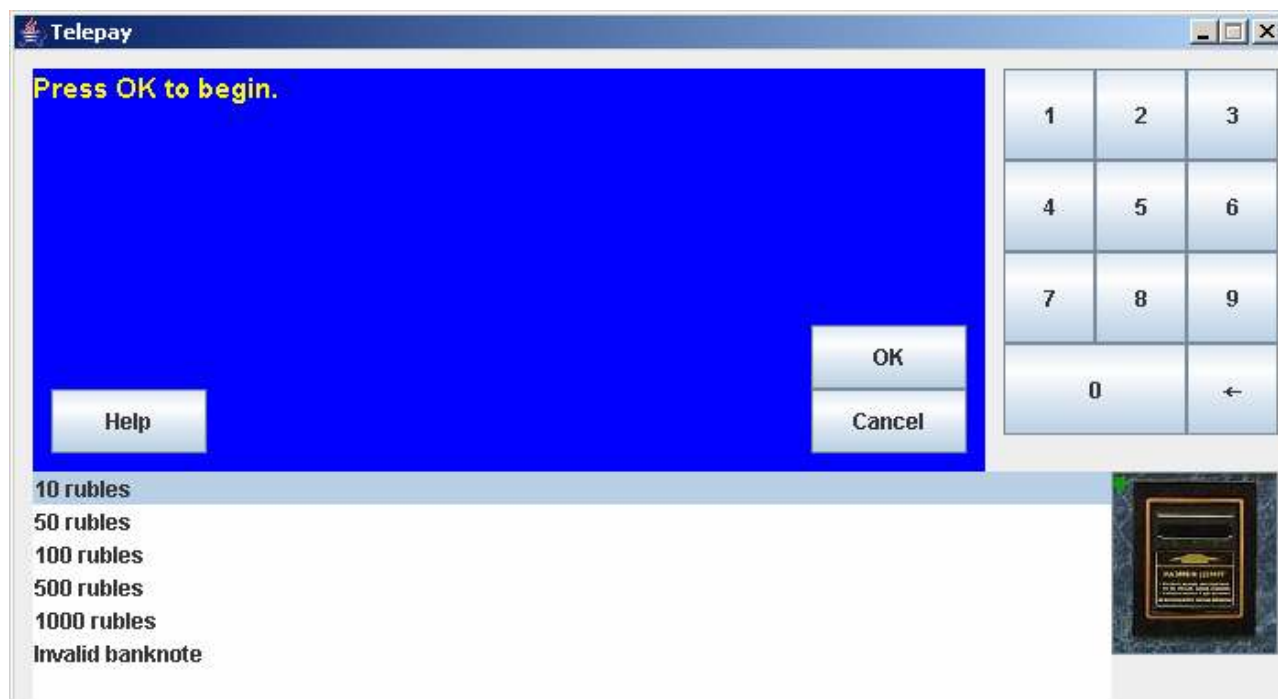 Telepay
Press OK to begin.
1 2 3
4 5 6
7 8 9
0 ←
OK
Help Cancel
10 rubles
50 rubles
100 rubles
500 rubles
1000 rubles
Invalid banknote